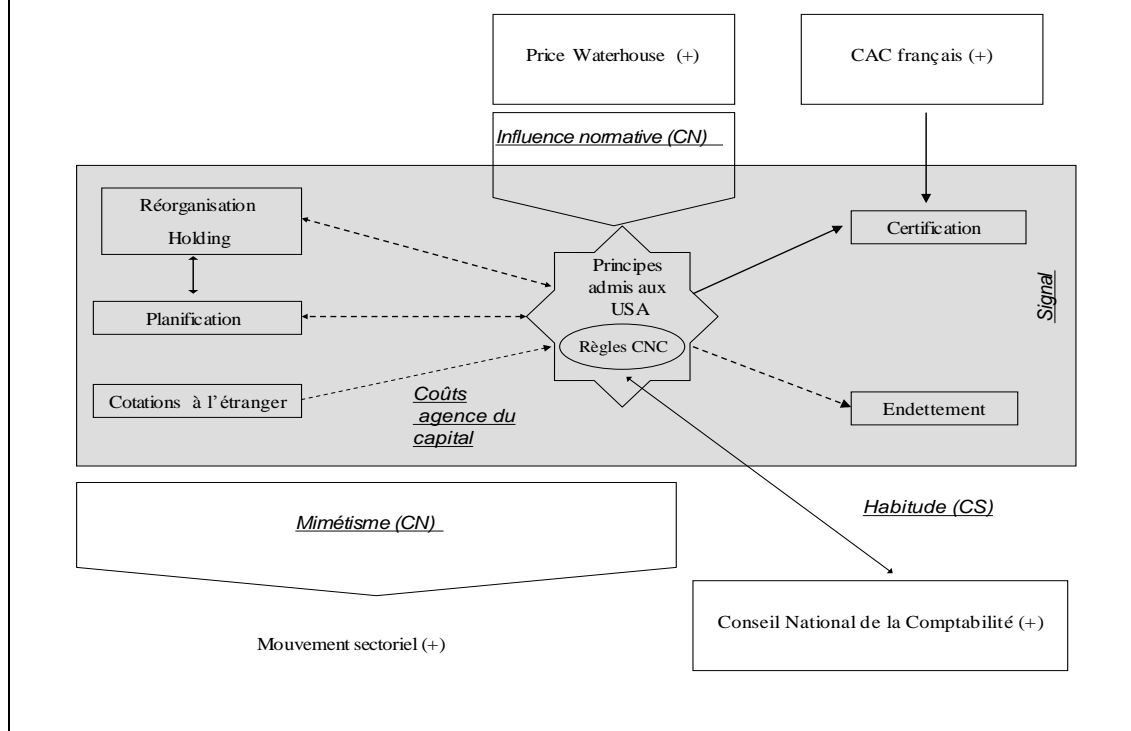 Price Waterhouse (+)
CAC français (+)
Influence normative (CN)
Réorganisation
Holding
Certification
Principes
admis aux
USA
Signal
Planification
Règles CNC
Cotations à l'étranger
Coûts
agence du
capital
Endettement
Mimétisme (CN)
Habitude (CS)
Conseil National de la Comptabilité (+)
Mouvement sectoriel (+)